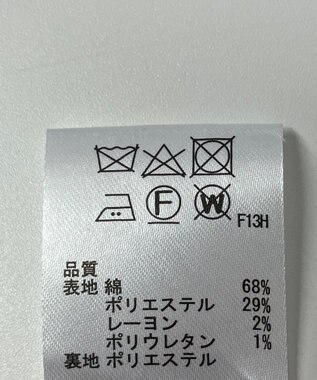 F W F13H
品質
表地 綿 68%
ポリエステル 29%
レーヨン 2%
ポリウレタン 1%
裏地 ポリエステル